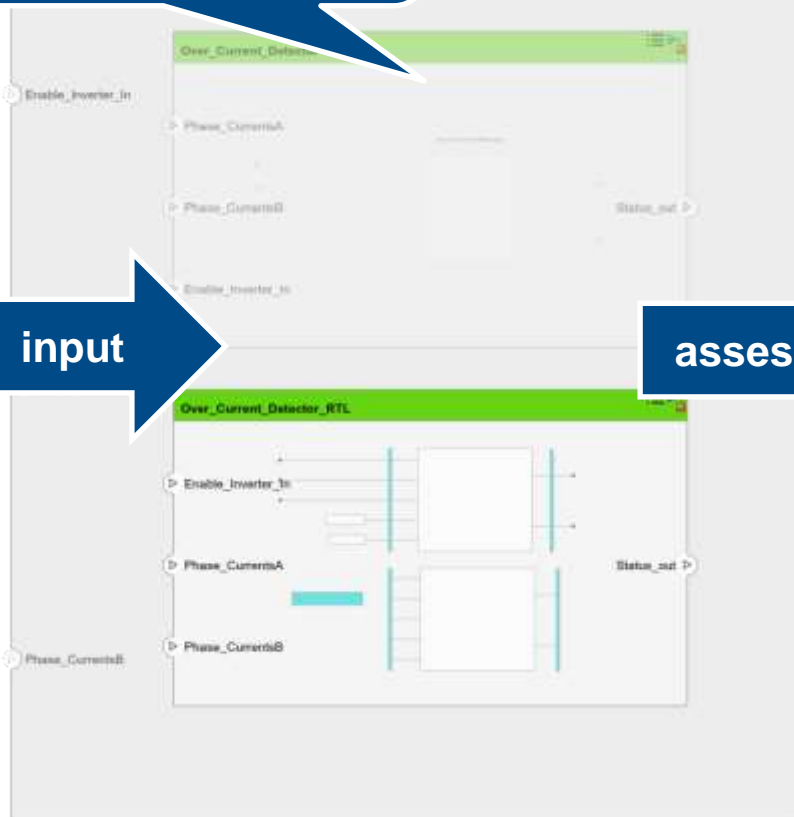 Over_Current_Detector
Enable_Inverter_In
Phase_CurrentsA
Phase_CurrentsB
Status_out
Enable_Inverter_In
input
asses
Over_Current_Detector_RTL
Enable_Inverter_In
Phase_CurrentsA
Status_out
Phase_CurrentsB
Phase_CurrentsB